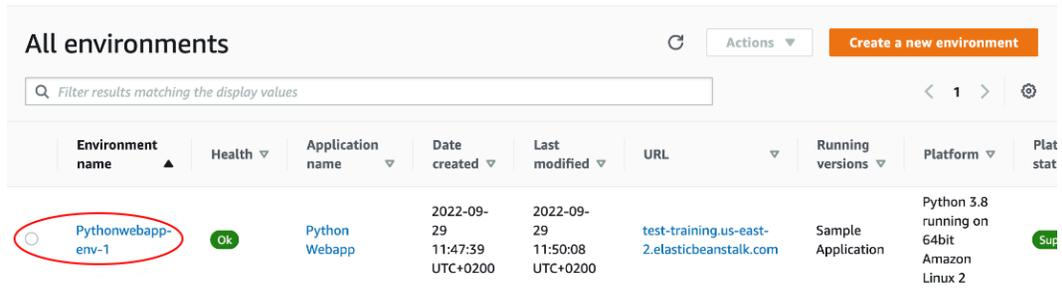 All environments
Actions
Create a new environment
Filter results matching the display values
1
Environment
name
Health
Application
name
Date
created
Last
modified
URL
Running
versions
Platform
Plat
stat
Pythonwebapp-
env-1
Ok
Python
Webapp
2022-09-
29
11:47:39
UTC+0200
2022-09-
29
11:50:08
UTC+0200
test-training.us-east-
2.elasticbeanstalk.com
Sample
Application
Python 3.8
running on
64bit
Amazon
Linux 2
Sup